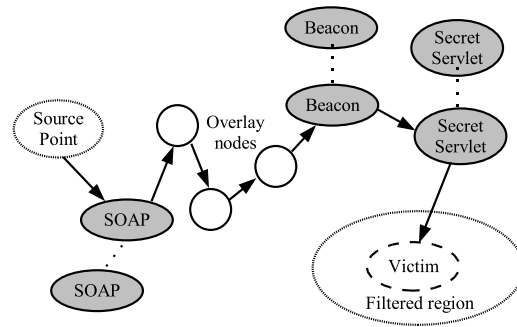 Beacon
Secret
Servlet
Source
Point
Overlay
nodes
Beacon
Secret
Servlet
SOAP
SOAP
Victim
Filtered region